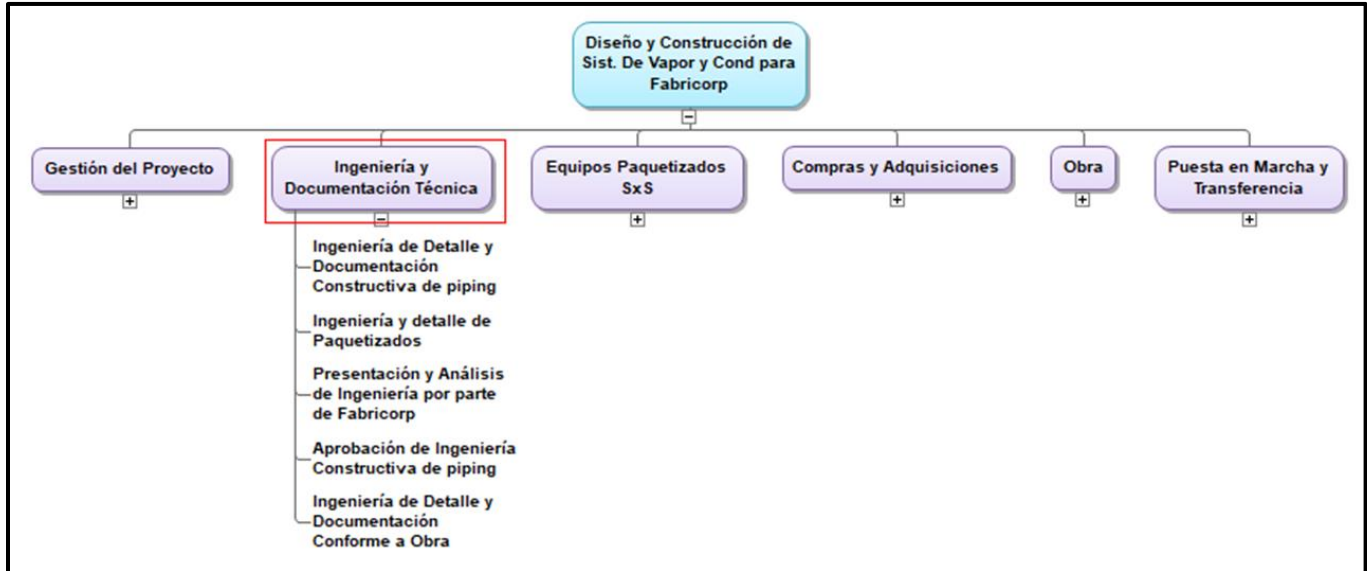 Diseño y Construcción de
Sist. De Vapor y Cond para
Fabricorp
Gestión del Proyecto
Ingeniería y
Documentación Técnica
Equipos Paquetizados
SxS
Compras y Adquisiciones
Obra
Puesta en Marcha y
Transferencia
Ingeniería de Detalle y
Documentación
Constructiva de piping
Ingeniería y detalle de
Paquetizados
Presentación y Análisis
de Ingeniería por parte
de Fabricorp
Aprobación de Ingeniería
Constructiva de piping
Ingeniería de Detalle y
Documentación
Conforme a Obra